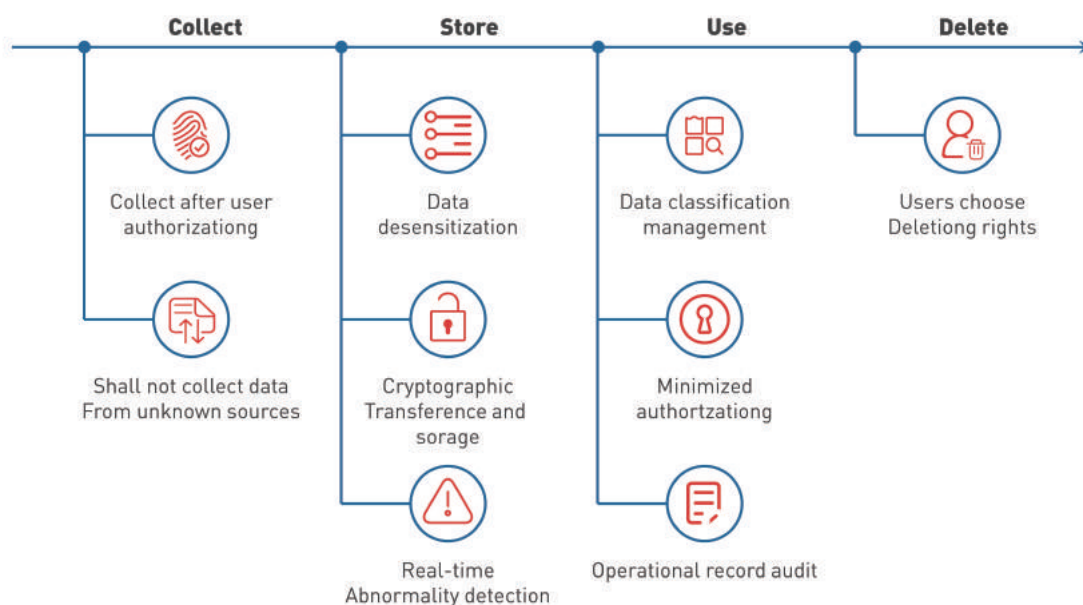 Collect
Store
Use
Delete
Collect after user
authorizationg
Shall not collect data
From unknown sources
Data
desensitization
Cryptographic
Transference and
sorage
Real-time
Abnormality detection
Data classification
management
Minimized
authortzationg
Operational record audit
Users choose
Deletiong rights